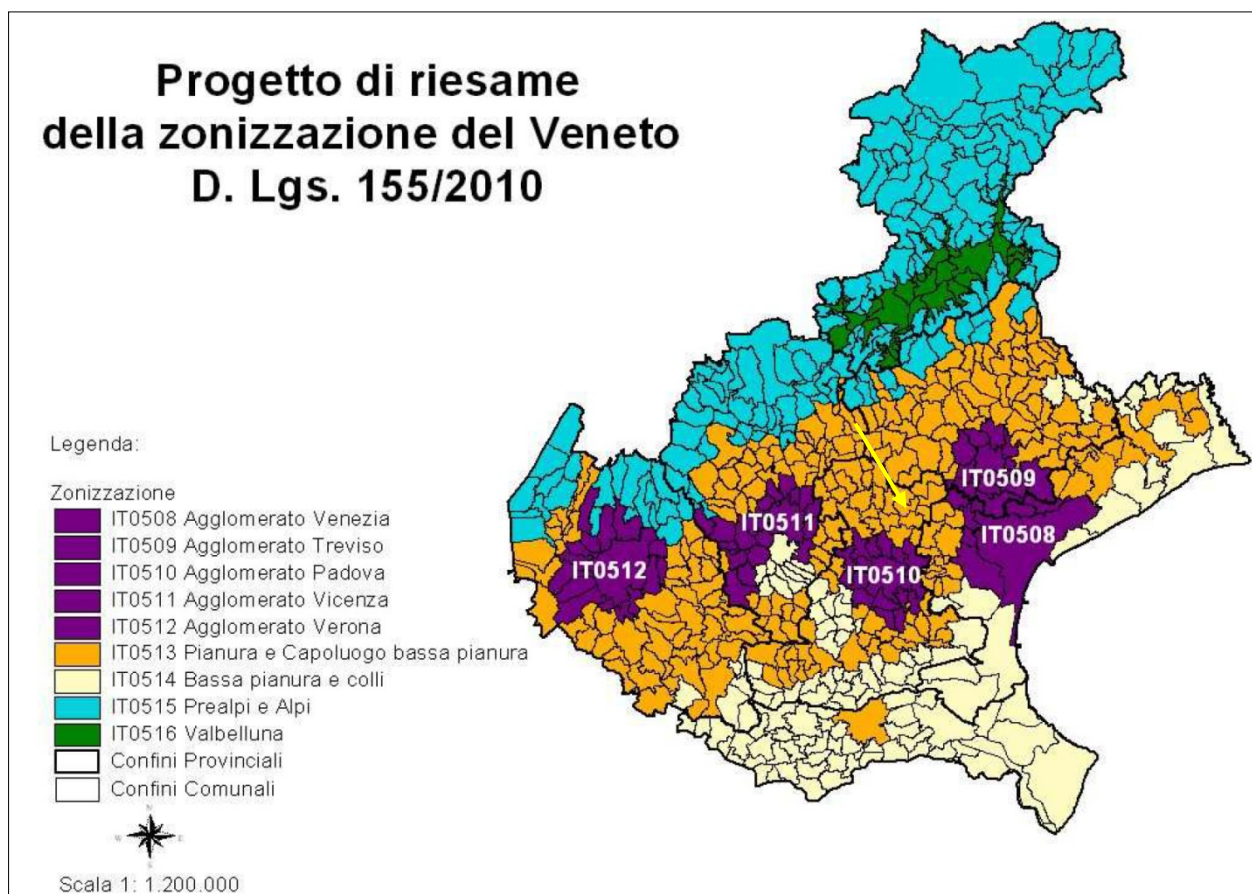 Progetto di riesame
della zonizzazione del Veneto
D. Lgs. 155/2010
Legenda:
Zonizzazione
IT0508 Agglomerato Venezia
IT0509 Agglomerato Treviso
IT0510 Agglomerato Padova
IT0511 Agglomerato Vicenza
IT0512 Agglomerato Verona
IT0513 Pianura e Capoluogo bassa pianura
IT0514 Bassa pianura e colli
IT0515 Prealpi e Alpi
IT0516 Valbelluna
Confini Provinciali
Confini Comunali
N
W E
S
Scala 1: 1.200.000
IT0509
IT0511
IT0508
IT0512
IT0510